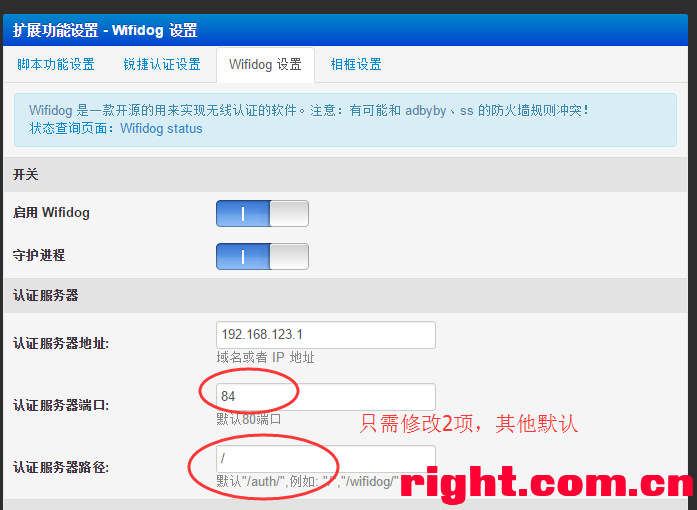 扩展功能设置 - Wifidog 设置
脚本功能设置 锐捷认证设置 Wifidog 设置 相框设置
Wifidog 是一款开源的用来实现无线认证的软件。注意：有可能和 adbyby、ss 的防火墙规则冲突！
状态查询页面：Wifidog status
开关
启用 Wifidog
守护进程
认证服务器
认证服务器地址: 192.168.123.1
域名或者 IP 地址
认证服务器端口: 84
默认80端口
只需修改2项，其他默认
认证服务器路径: /
默认"/auth/",例如: "/","/wifidog/"
right.com.cn